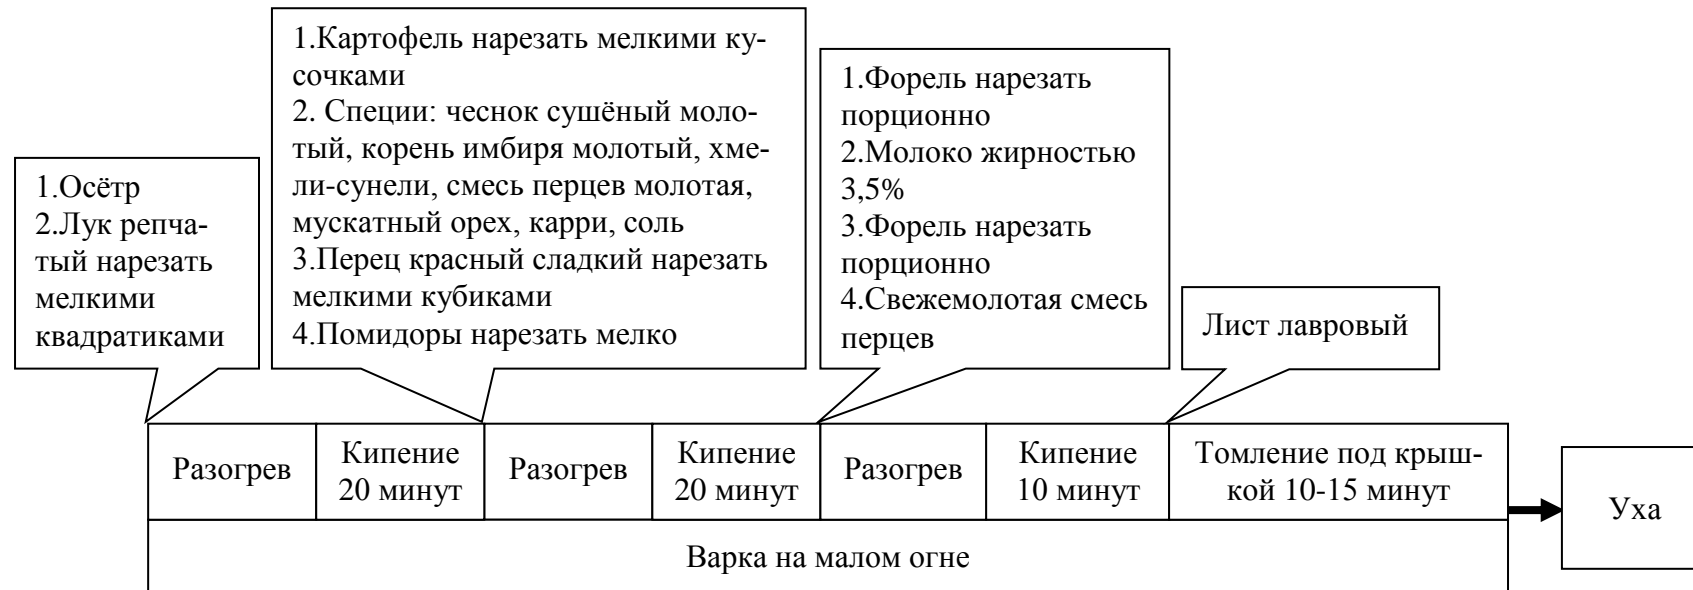 1.Осётр
2.Лук репча-
тый нарезать
мелкими
квадратиками
1.Картофель нарезать мелкими ку-
сочками
2. Специи: чеснок сушёный моло-
тый, корень имбиря молотый, хме-
ли-сунели, смесь перцев молотая,
мускатный орех, карри, соль
3.Перец красный сладкий нарезать
мелкими кубиками
4.Помидоры нарезать мелко
1.Форель нарезать
порционно
2.Молоко жирностью
3,5%
3.Форель нарезать
порционно
4.Свежемолотая смесь
перцев
Лист лавровый
Разогрев
Кипение
20 минут
Разогрев
Кипение
20 минут
Разогрев
Кипение
10 минут
Томление под крыш-
кой 10-15 минут
Уха
Варка на малом огне